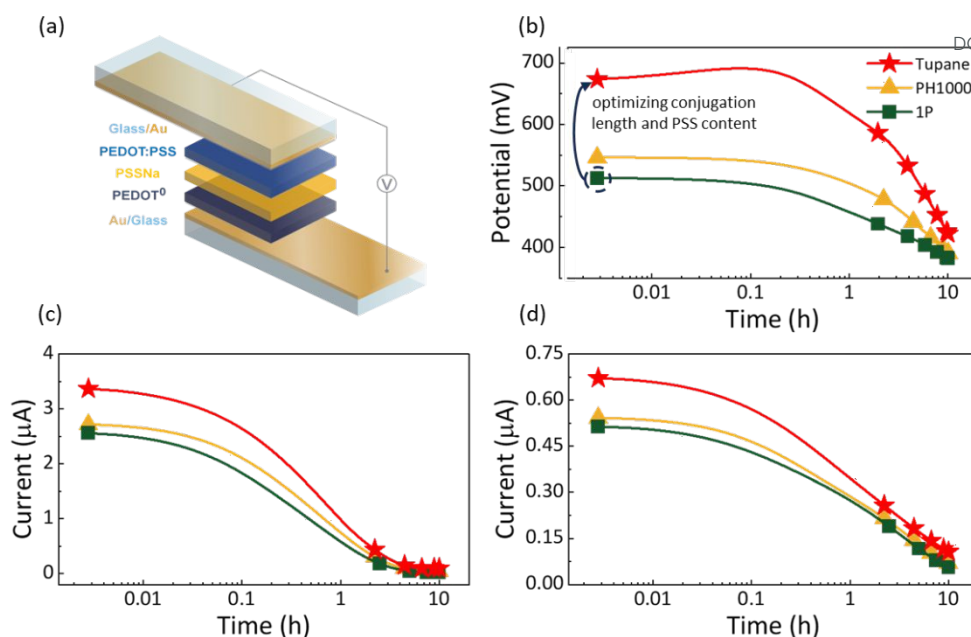 (a)
Glass/Au
PEDOT:PSS
PSSNa
PEDOT⁰
Au/Glass
V
(b)
DO
Tupane
PH1000
1P
optimizing conjugation
length and PSS content
Potential (mV)
700
600
500
400
0.01 0.1 1 10
Time (h)
(c)
Current (μA)
4
3
2
1
0
0.01 0.1 1 10
Time (h)
(d)
Current (μA)
0.75
0.60
0.45
0.30
0.15
0.00
0.01 0.1 1 10
Time (h)